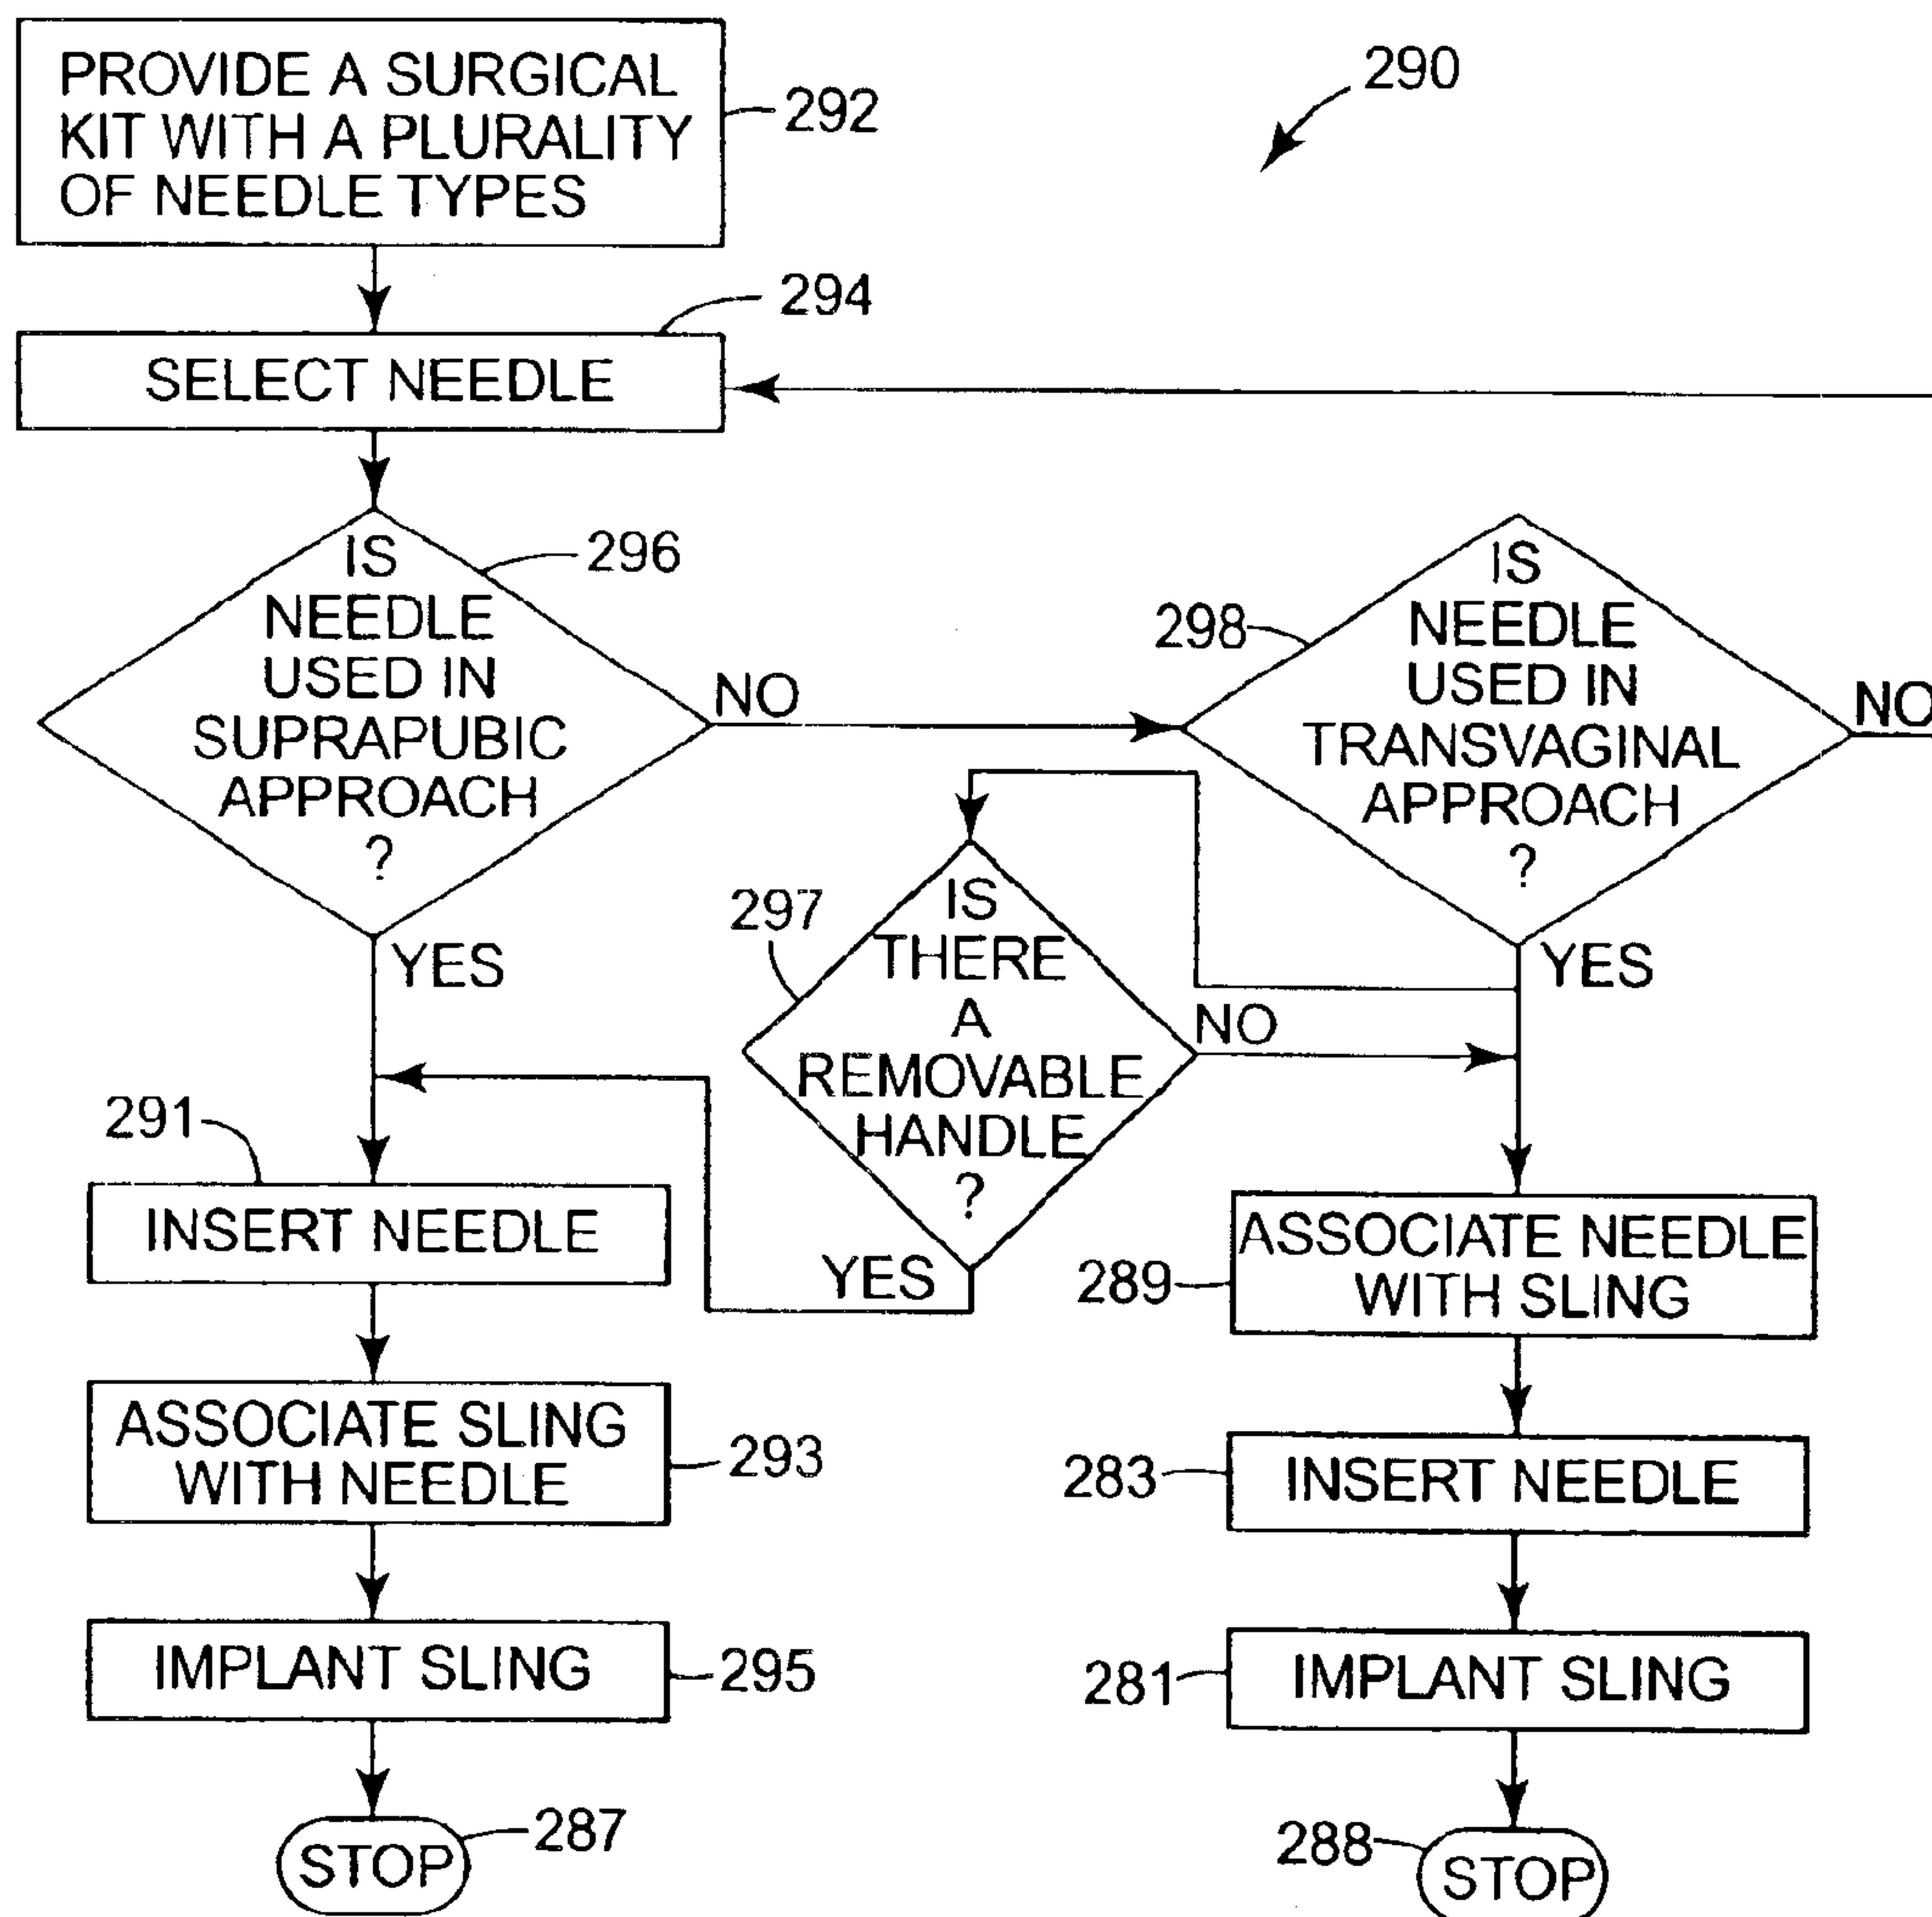 PROVIDE A SURGICAL
KIT WITH A PLURALITY
OF NEEDLE TYPES
292
290
294
SELECT NEEDLE
IS
NEEDLE
USED IN
SUPRAPUBIC
APPROACH
?
296
NO
YES
298
IS
NEEDLE
USED IN
TRANSVAGINAL
APPROACH
?
NO
YES
297
IS
THERE
A
REMOVABLE
HANDLE
?
NO
YES
291
INSERT NEEDLE
289
ASSOCIATE NEEDLE
WITH SLING
ASSOCIATE SLING
WITH NEEDLE
293
283
INSERT NEEDLE
IMPLANT SLING
295
281
IMPLANT SLING
STOP
287
288
STOP